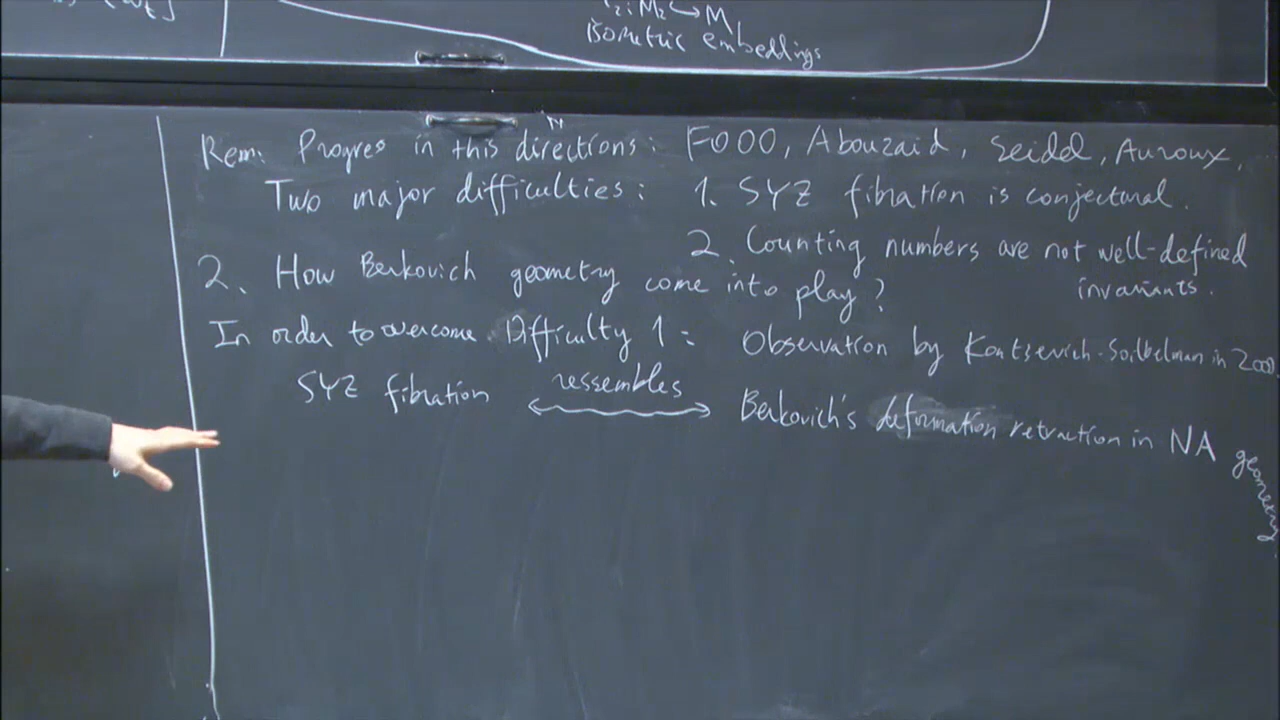 i₂: M₂ ↪ M
isometric embeddings
Rem: Progres in this directions: FOOO, Abouzaid, Seidel, Auroux,
Two major difficulties: 1. SYZ fibration is conjectural.
2. Counting numbers are not well-defined
invariants.
2. How Berkovich geometry come into play?
In order to overcome Difficulty 1: Observation by Kontsevich-Soibelman in
SYZ fibration ressembles Berkovich's deformation retraction in NA geometry